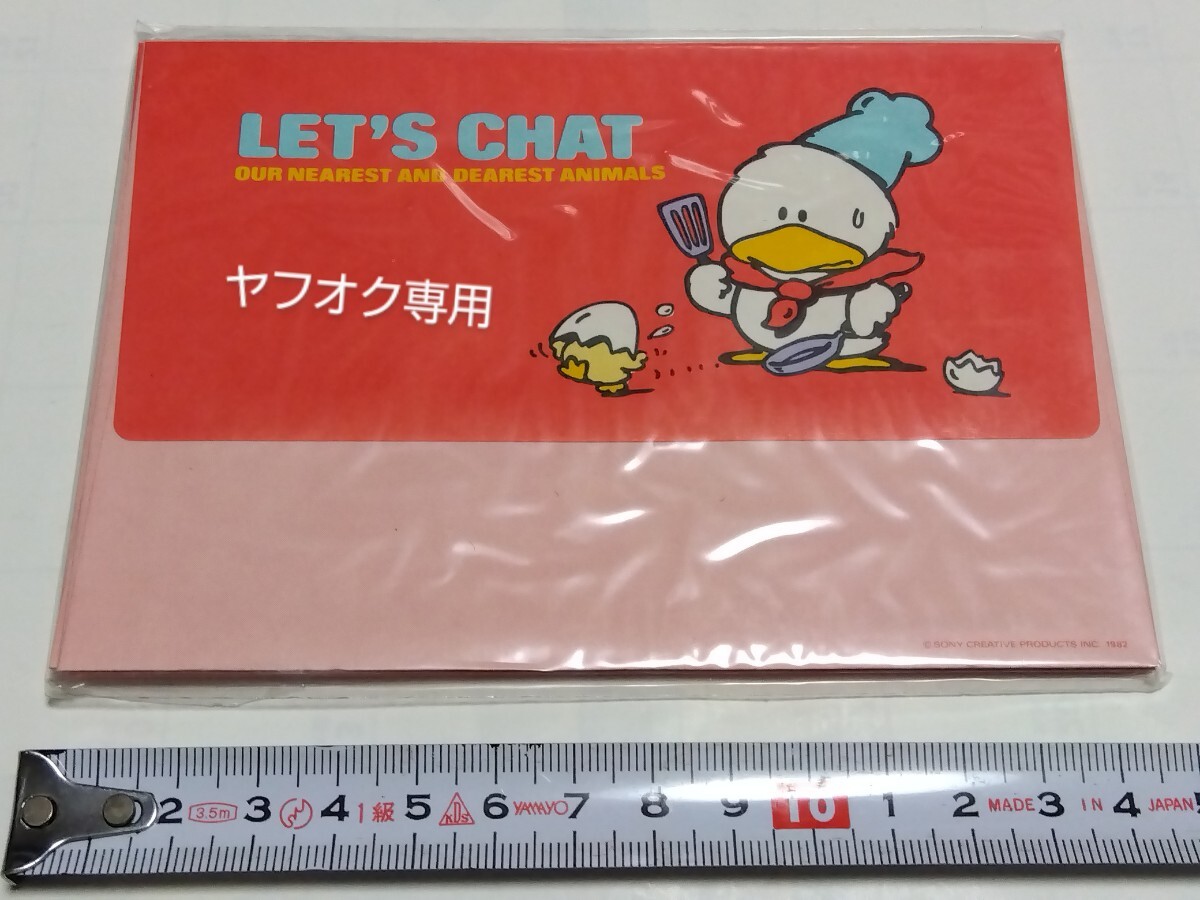 LET'S CHAT
OUR NEAREST AND DEAREST ANIMALS
ヤフオク専用
© SONY CREATIVE PRODUCTS INC. 1982
2 3.5m 3 4 1級 5 KDS 6 YAMAYO 7 8 9 10 1 2 MADE 3 IN 4 JAPAN 5